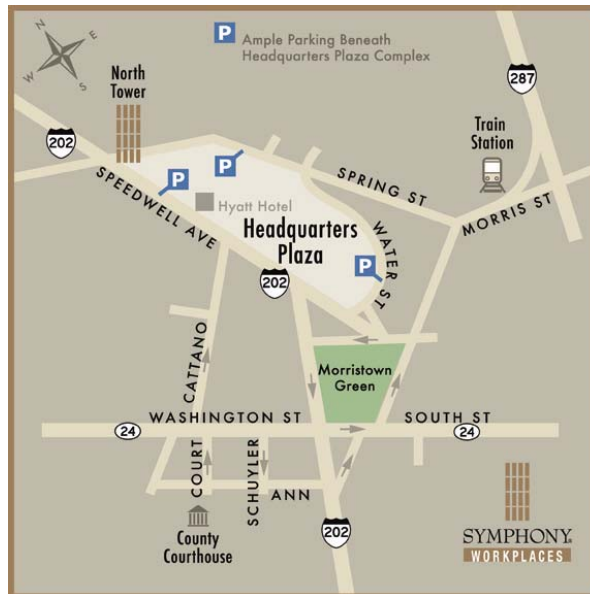 N
E
W
S
P
Ample Parking Beneath
Headquarters Plaza Complex
287
North
Tower
202
Train
Station
P
P
SPRING ST
MORRIS ST
SPEEDWELL AVE
Hyatt Hotel
Headquarters
Plaza
WATER ST
P
202
CATTANO
Morristown
Green
WASHINGTON ST
SOUTH ST
24
24
COURT
SCHUYLER
ANN
County
Courthouse
202
SYMPHONY®
WORKPLACES